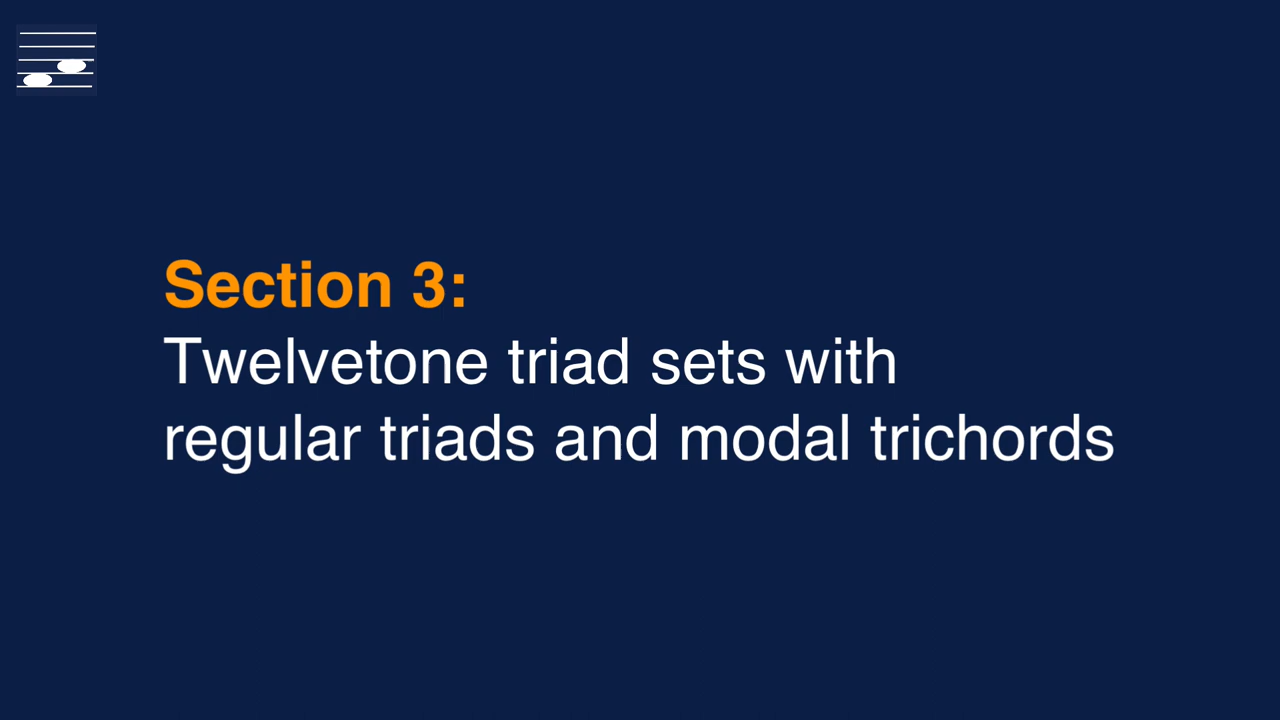 Section 3:
Twelvetone triad sets with
regular triads and modal trichords